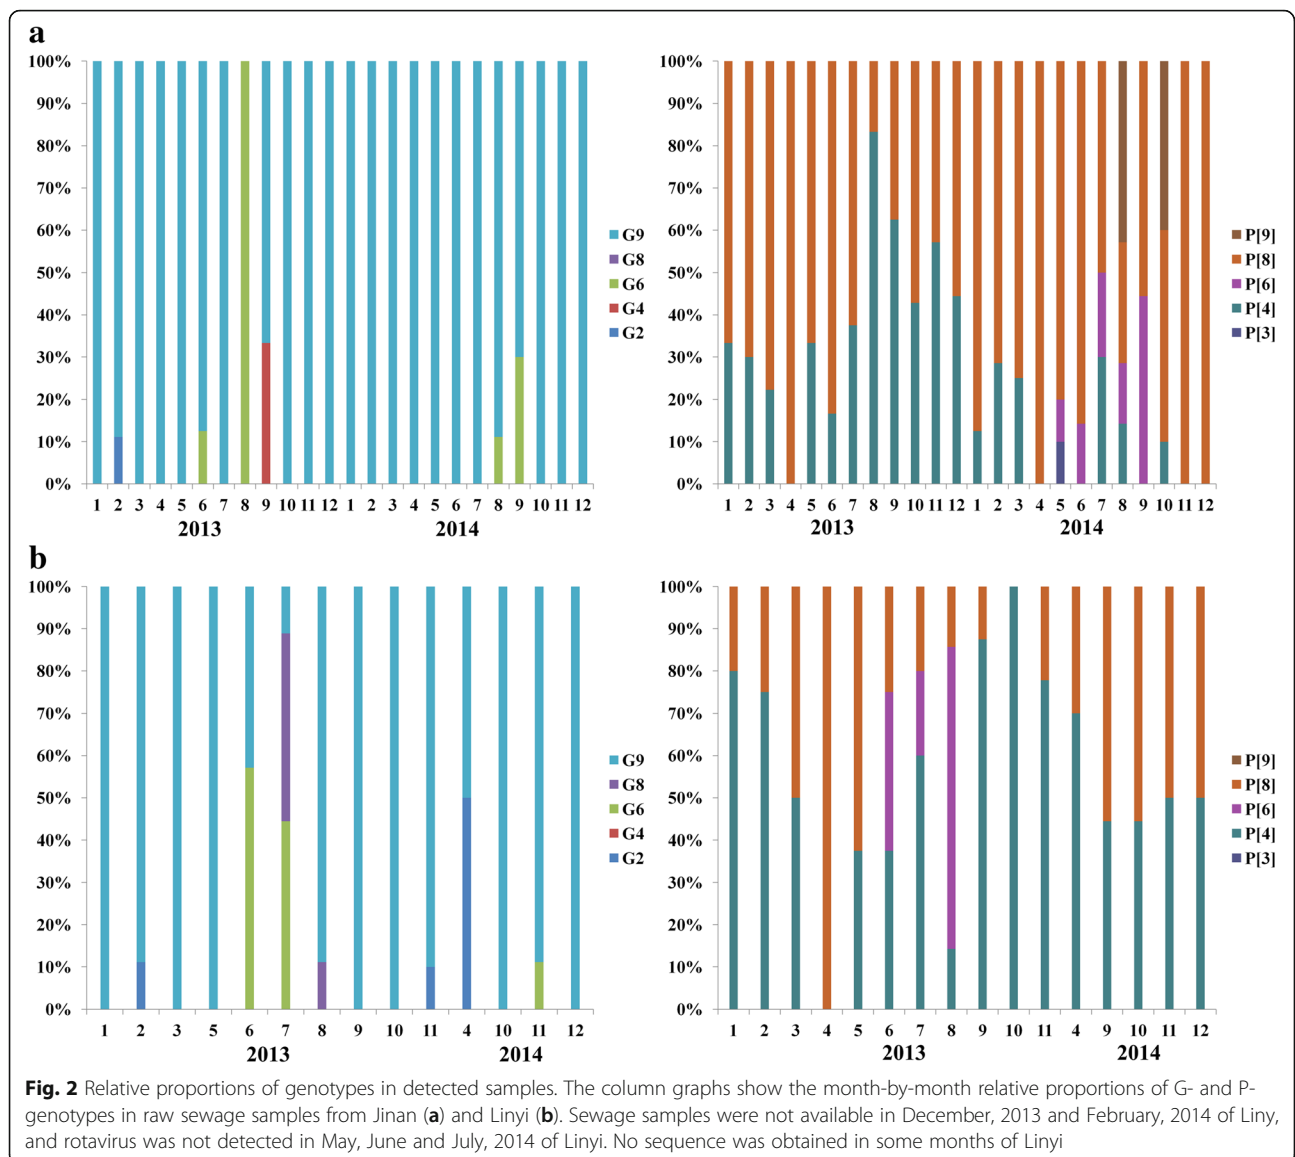 a
100%
90%
80%
70%
60%
50%
40%
30%
20%
10%
0%
1 2 3 4 5 6 7 8 9 10 11 12 1 2 3 4 5 6 7 8 9 10 11 12
2013 2014
G9
G8
G6
G4
G2
100%
90%
80%
70%
60%
50%
40%
30%
20%
10%
0%
1 2 3 4 5 6 7 8 9 10 11 12 1 2 3 4 5 6 7 8 9 10 11 12
2013 2014
P[9]
P[8]
P[6]
P[4]
P[3]
b
100%
90%
80%
70%
60%
50%
40%
30%
20%
10%
0%
1 2 3 5 6 7 8 9 10 11 4 10 11 12
2013 2014
G9
G8
G6
G4
G2
100%
90%
80%
70%
60%
50%
40%
30%
20%
10%
0%
1 2 3 4 5 6 7 8 9 10 11 4 9 10 11 12
2013 2014
P[9]
P[8]
P[6]
P[4]
P[3]
Fig. 2 Relative proportions of genotypes in detected samples. The column graphs show the month-by-month relative proportions of G- and P-
genotypes in raw sewage samples from Jinan (a) and Linyi (b). Sewage samples were not available in December, 2013 and February, 2014 of Liny,
and rotavirus was not detected in May, June and July, 2014 of Linyi. No sequence was obtained in some months of Linyi